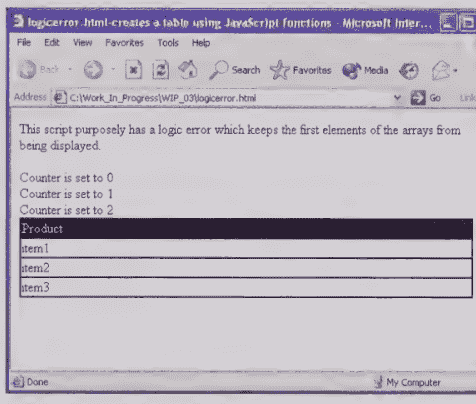 logicerror.html-creates a table using JavaScript functions - Microsoft Inter...
File Edit View Favorites Tools Help
Back Search Favorites Media
Address C:\Work_In_Progress\WIP_03\logicerror.html Go Link
This script purposely has a logic error which keeps the first elements of the arrays from
being displayed.
Counter is set to 0
Counter is set to 1
Counter is set to 2
Product
item1
item2
item3
Done My Computer